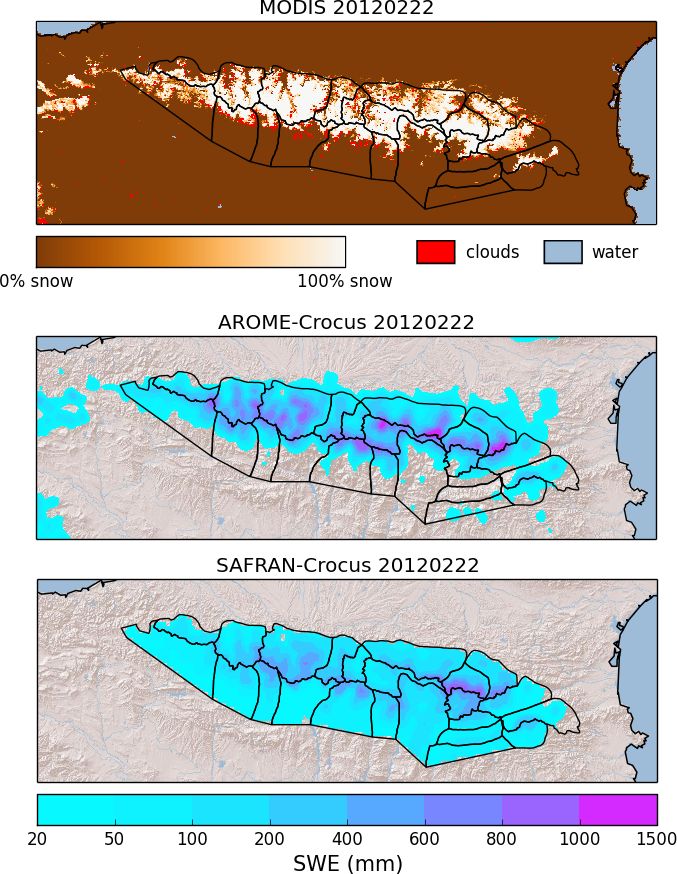 MODIS 20120222
0% snow
100% snow
clouds
water
AROME-Crocus 20120222
SAFRAN-Crocus 20120222
20 50 100 200 400 600 800 1000 1500
SWE (mm)